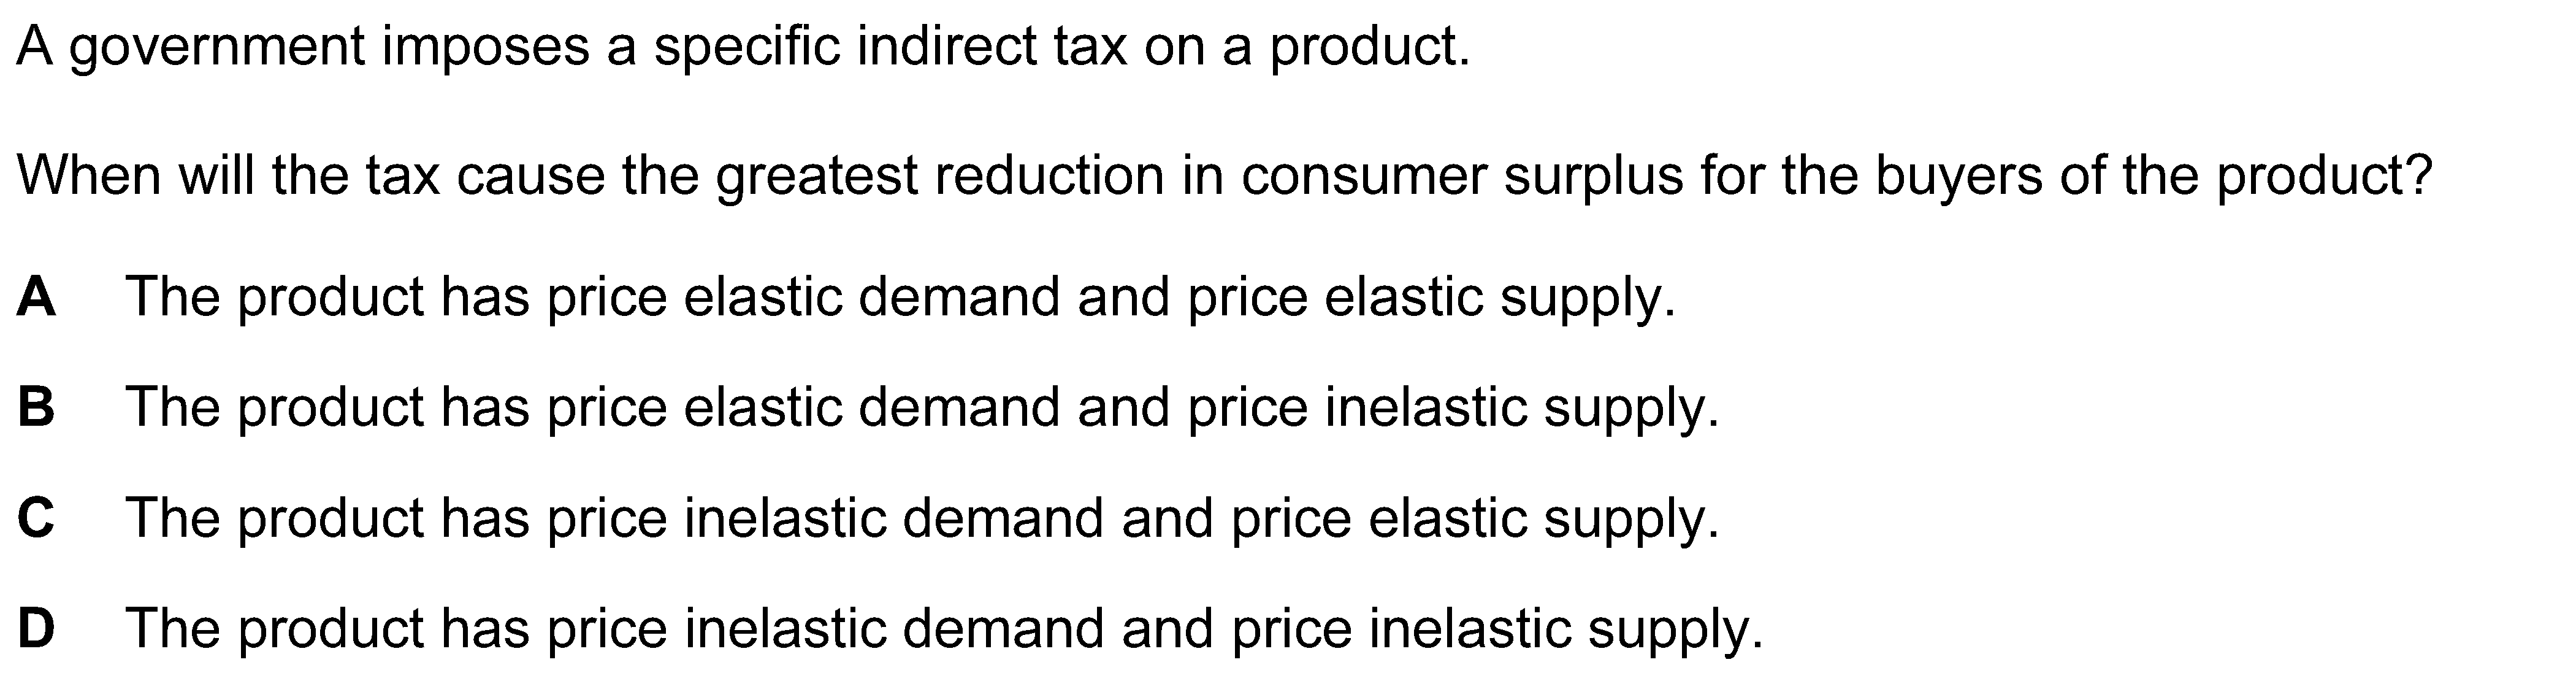 A government imposes a specific indirect tax on a product.
When will the tax cause the greatest reduction in consumer surplus for the buyers of the product?
A The product has price elastic demand and price elastic supply.
B The product has price elastic demand and price inelastic supply.
C The product has price inelastic demand and price elastic supply.
D The product has price inelastic demand and price inelastic supply.